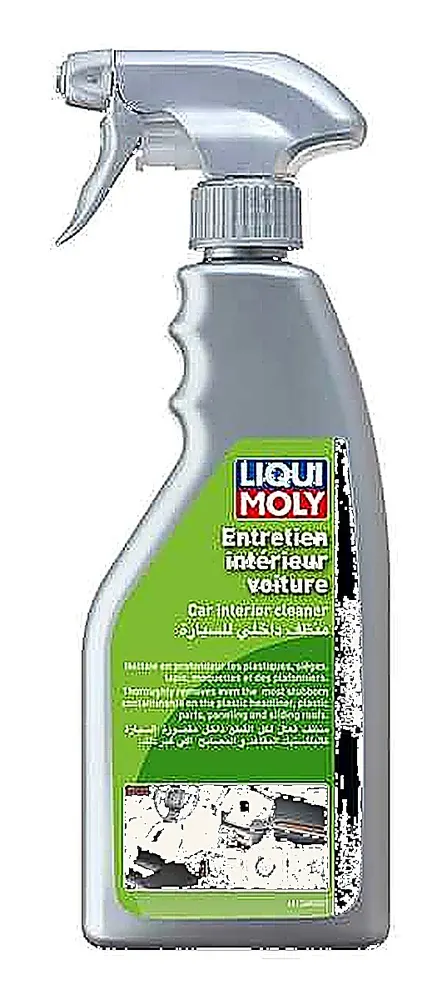 LIQUI
MOLY
Entretien
intérieur
voiture
Car interior cleaner
منظف داخلي للسيارة
Nettoie en profondeur les plastiques, sièges,
tapis, moquettes et des plafonniers.
Thoroughly removes even the most stubborn
contaminants on the plastic headliner, plastic
parts, paneling and sliding roofs.